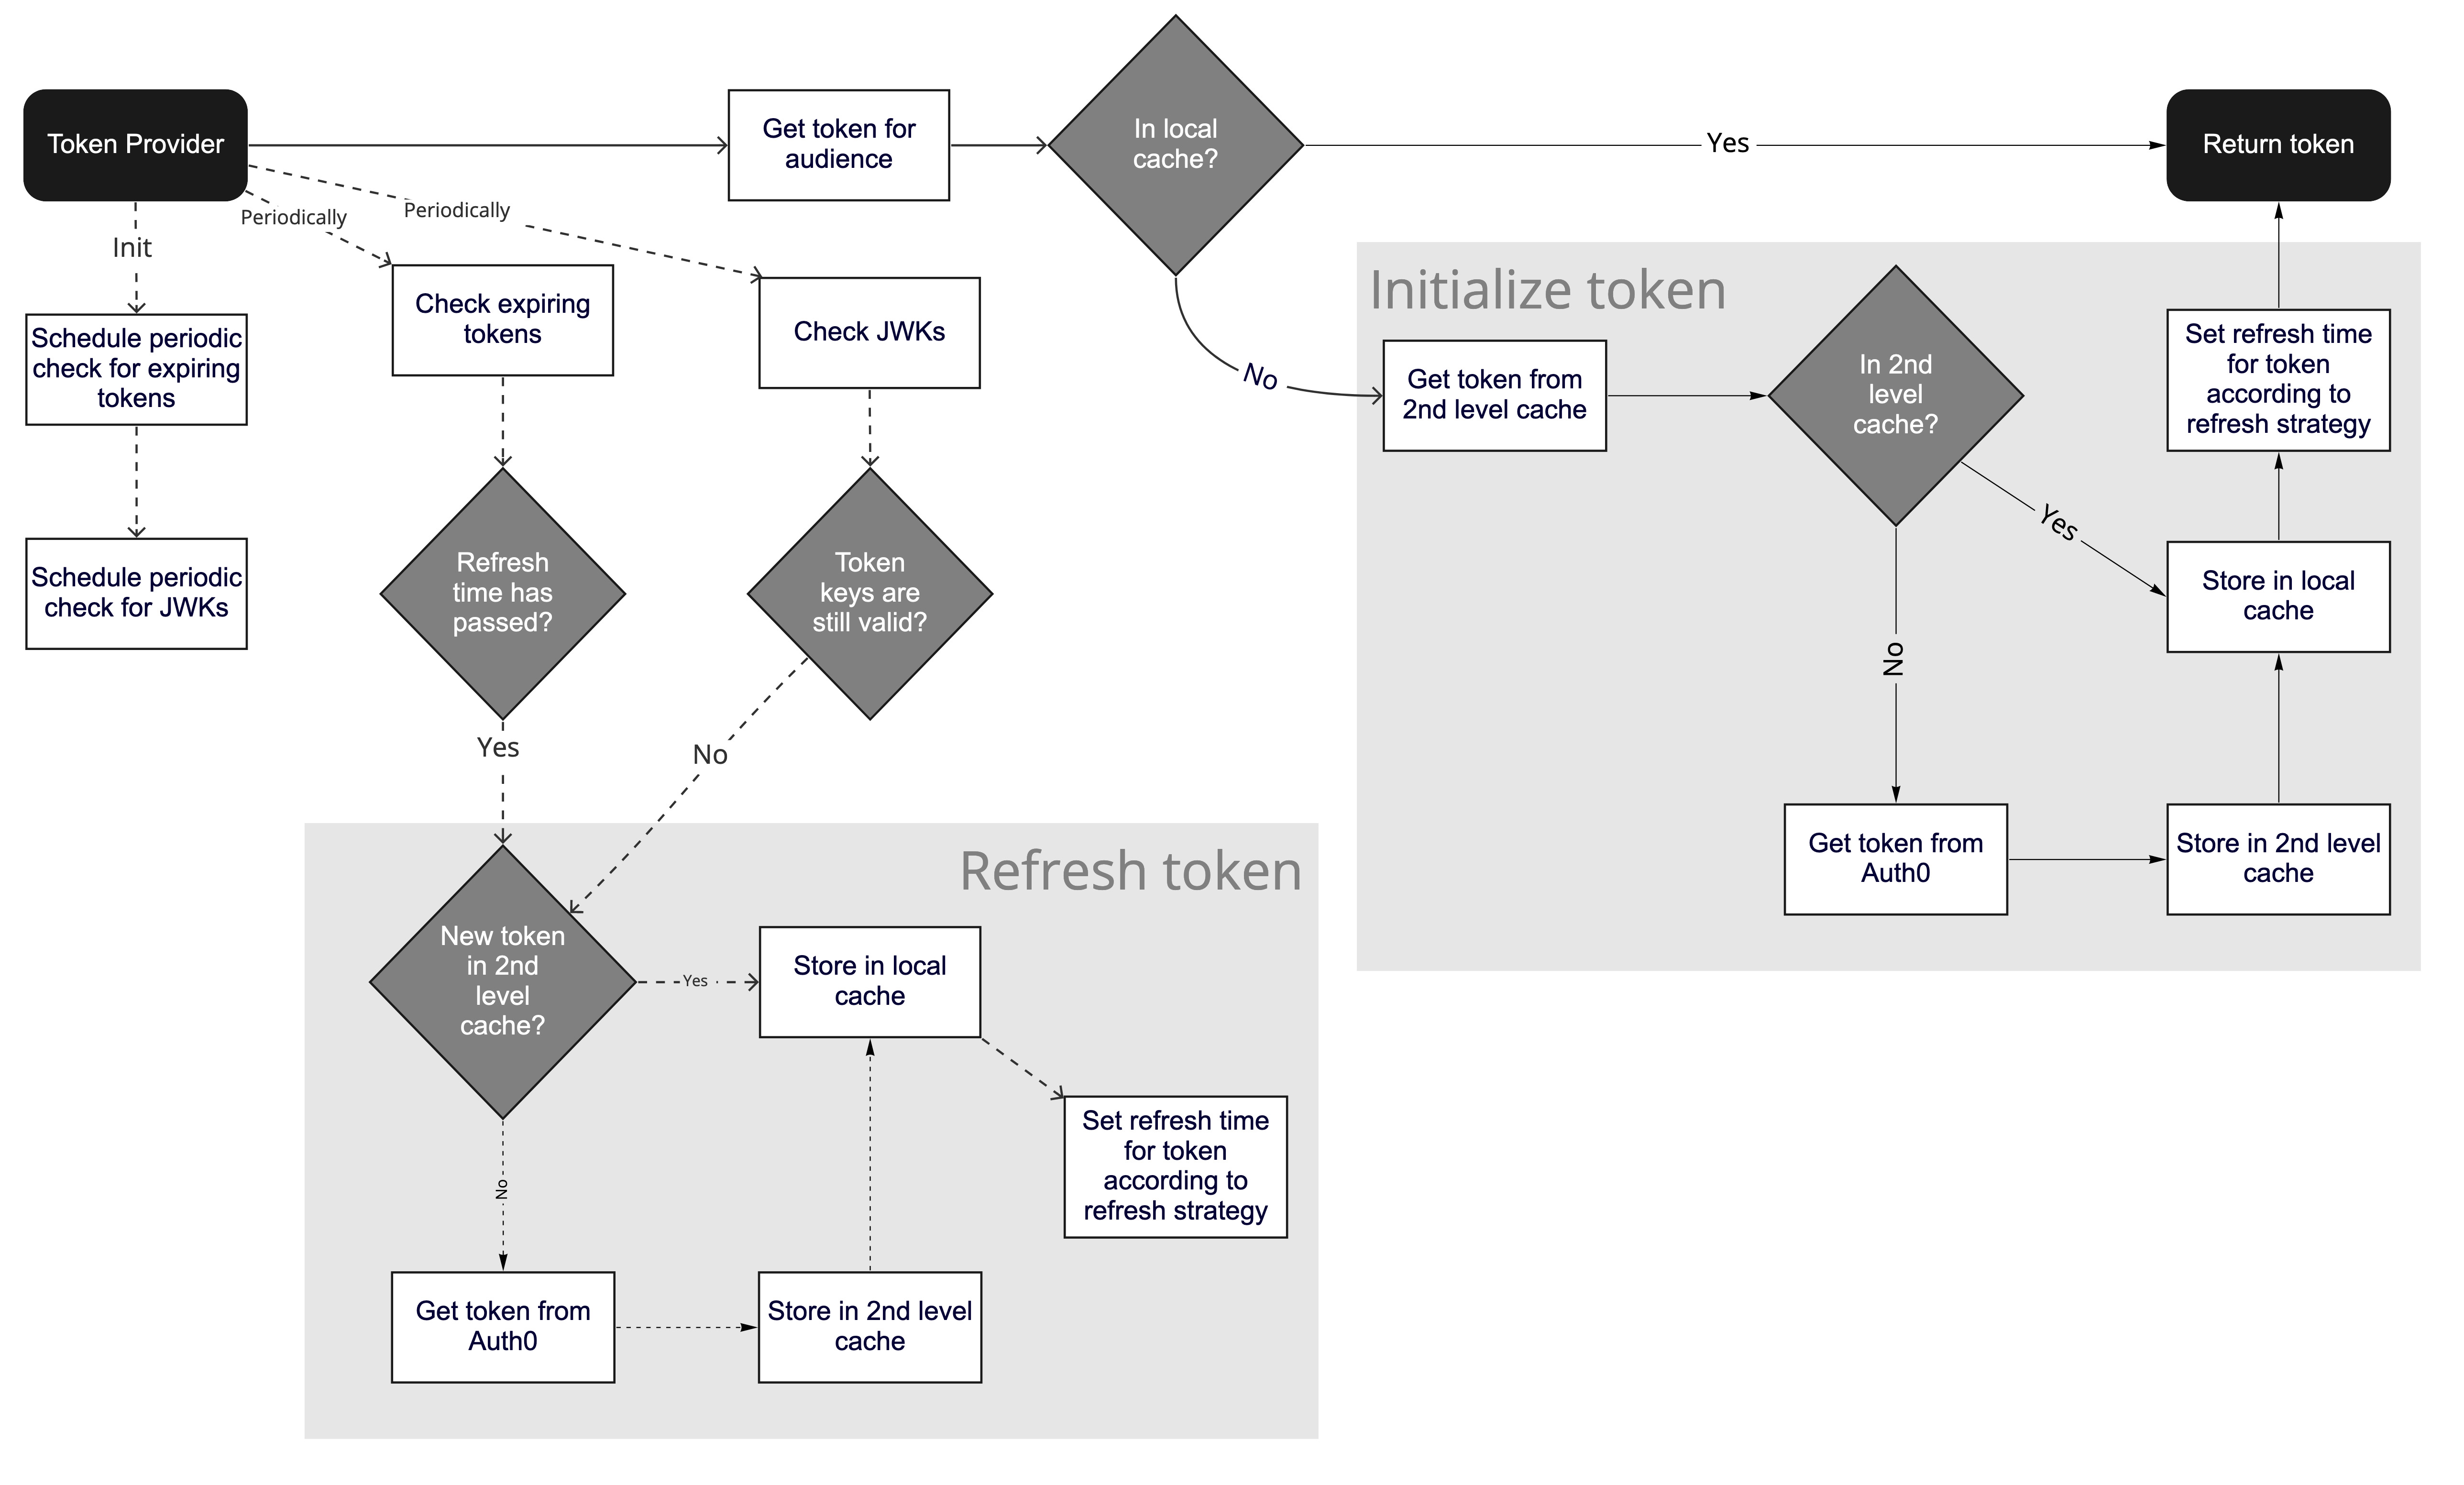 Token Provider
Get token for
audience
In local
cache?
Yes
Return token
Periodically
Periodically
Init
Schedule periodic
check for expiring
tokens
Schedule periodic
check for JWKs
Check expiring
tokens
Check JWKs
Refresh
time has
passed?
Token
keys are
still valid?
Yes
No
No
Initialize token
Get token from
2nd level cache
In 2nd
level
cache?
Yes
No
Set refresh time
for token
according to
refresh strategy
Store in local
cache
Get token from
Auth0
Store in 2nd level
cache
Refresh token
New token
in 2nd
level
cache?
Yes
Store in local
cache
Set refresh time
for token
according to
refresh strategy
No
Get token from
Auth0
Store in 2nd level
cache